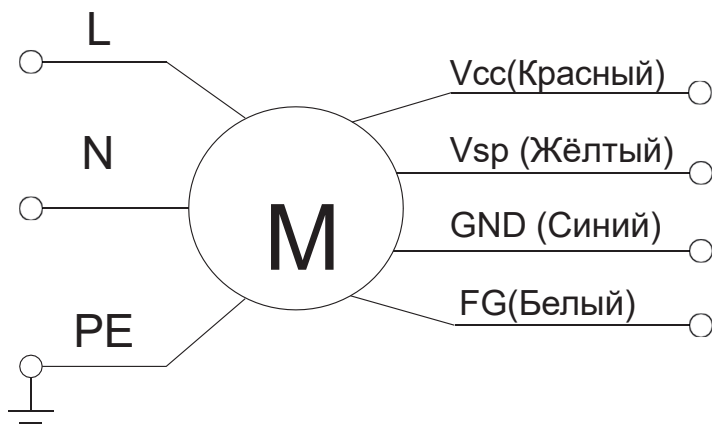 L
N
PE
M
Vcc(Красный)
Vsp (Жёлтый)
GND (Синий)
FG(Белый)